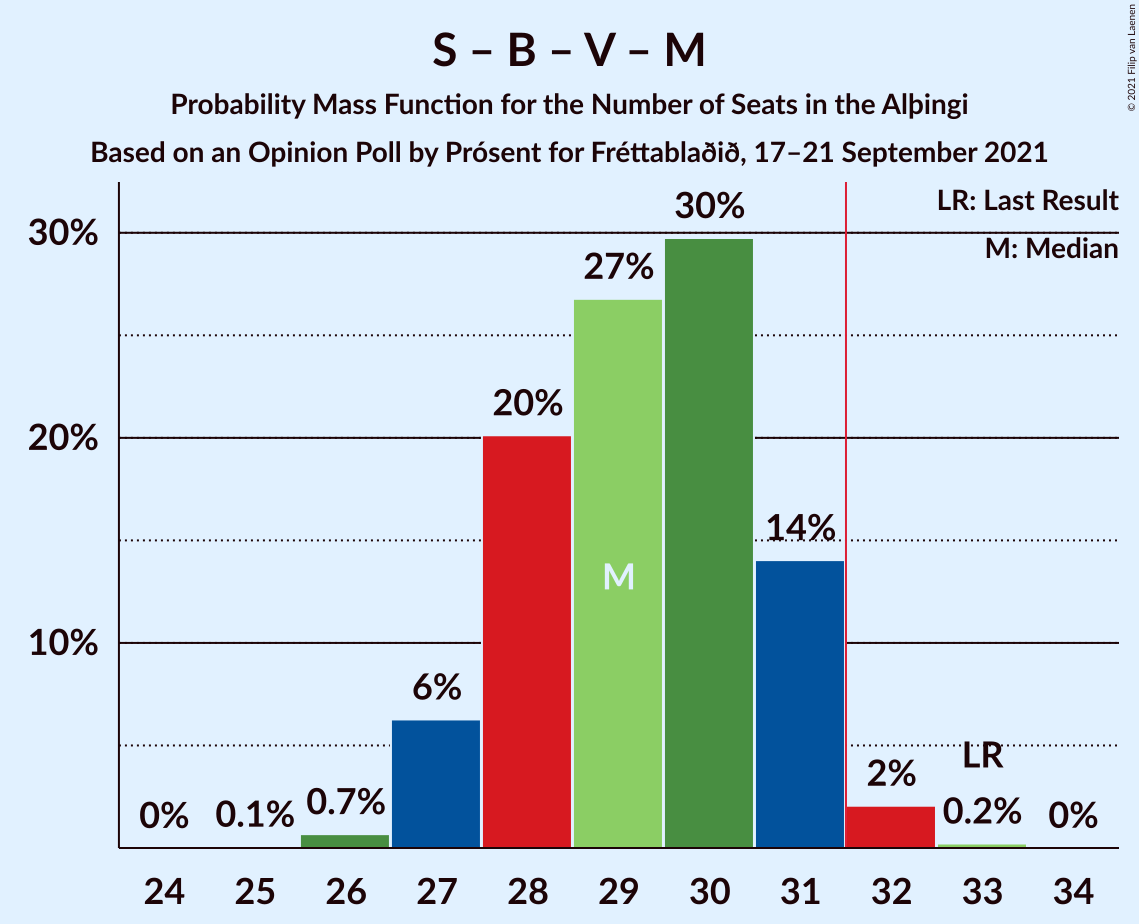 S – B – V – M
Probability Mass Function for the Number of Seats in the Alþingi
Based on an Opinion Poll by Prósent for Fréttablaðið, 17–21 September 2021
© 2021 Filip van Laenen
LR: Last Result
M: Median
30%
20%
10%
0%
0.1%
0.7%
6%
20%
27%
M
30%
14%
2%
LR
0.2%
0%
24 25 26 27 28 29 30 31 32 33 34